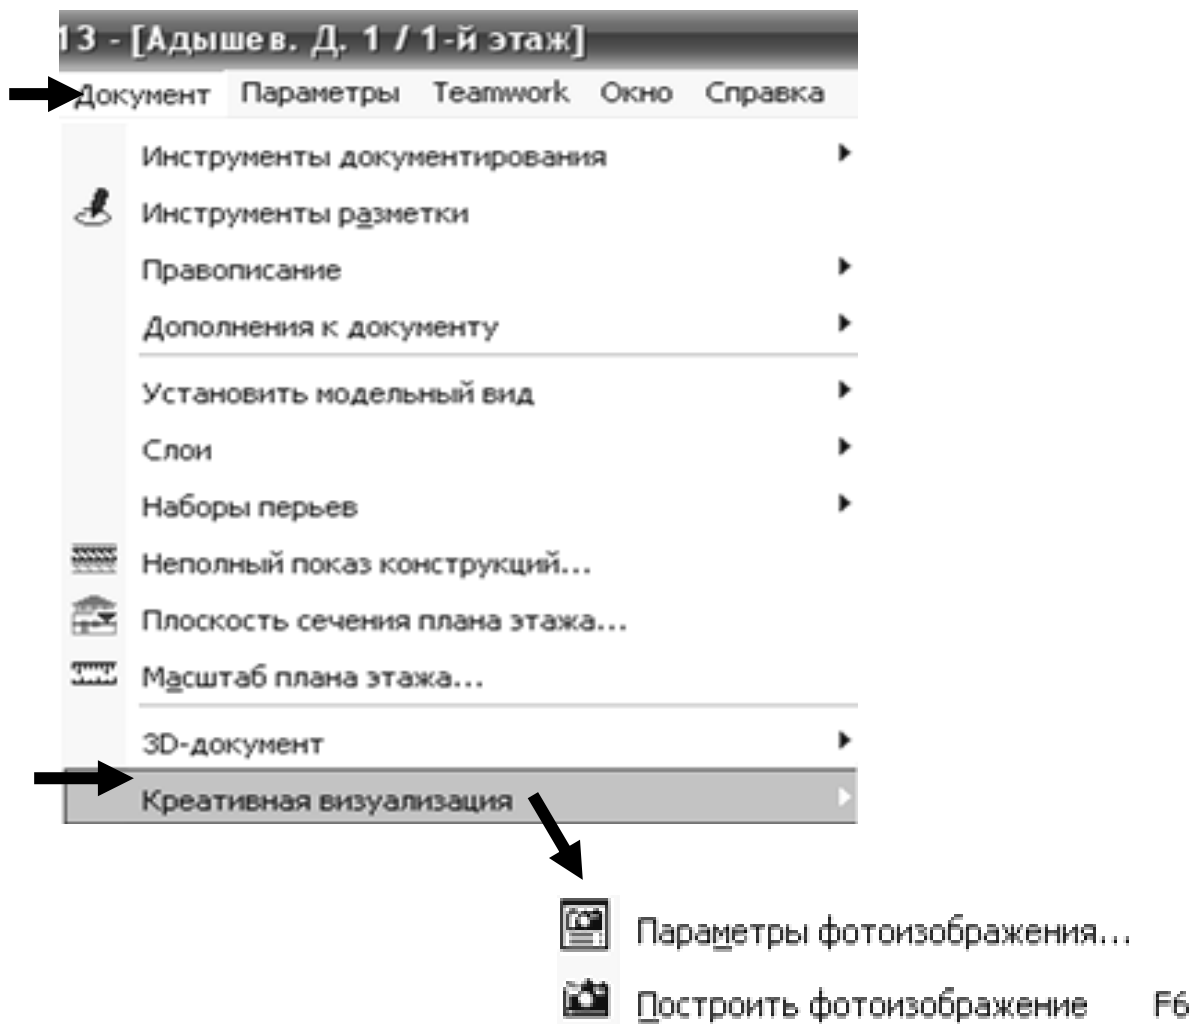 13 - [Адышев. Д. 1 / 1-й этаж]
Документ Параметры Teamwork Окно Справка
Инструменты документирования
Инструменты разметки
Правописание
Дополнения к документу
Установить модельный вид
Слои
Наборы перьев
Неполный показ конструкций...
Плоскость сечения плана этажа...
Масштаб плана этажа...
3D-документ
Креативная визуализация
Параметры фотоизображения...
Построить фотоизображение F6